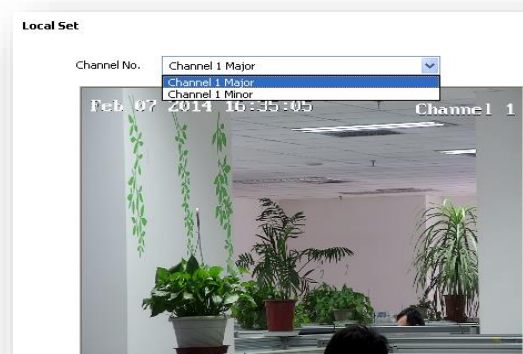 Local Set
Channel No.
Channel 1 Major
Channel 1 Major
Channel 1 Minor
Feb 07 2014 16:35:05
Channel 1